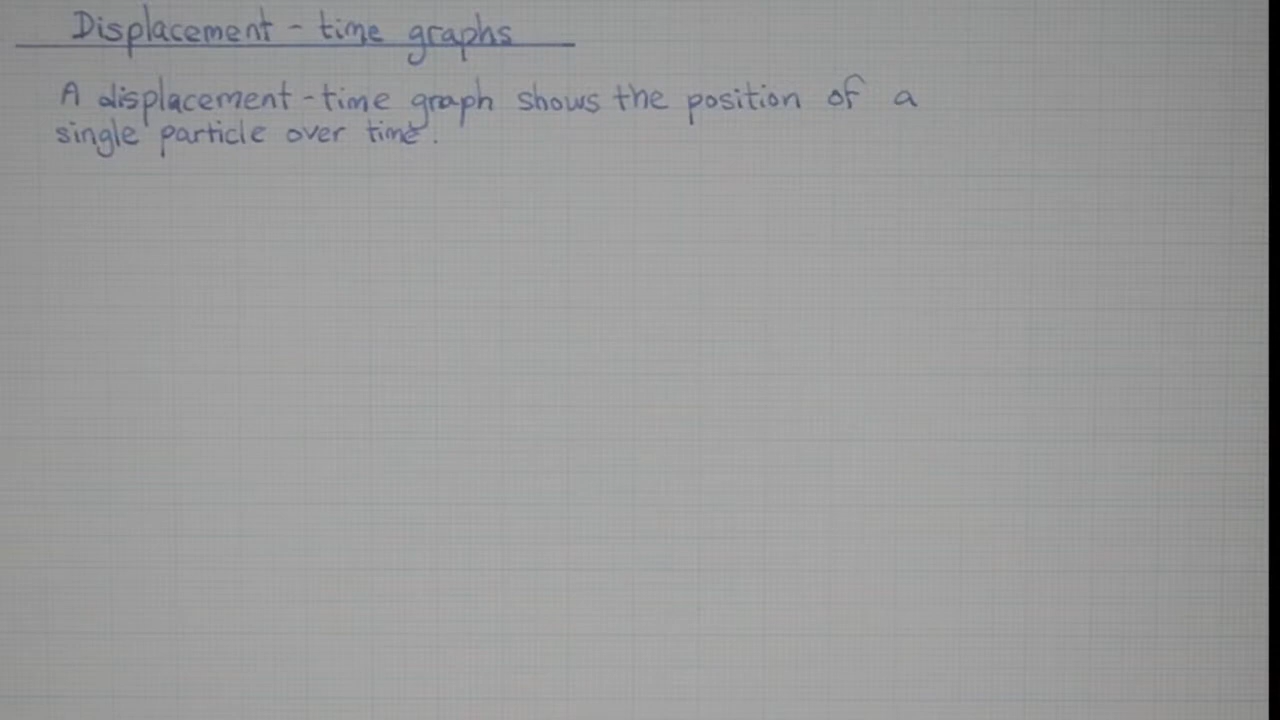 Displacement - time graphs
A displacement - time graph shows the position of a
single particle over time.